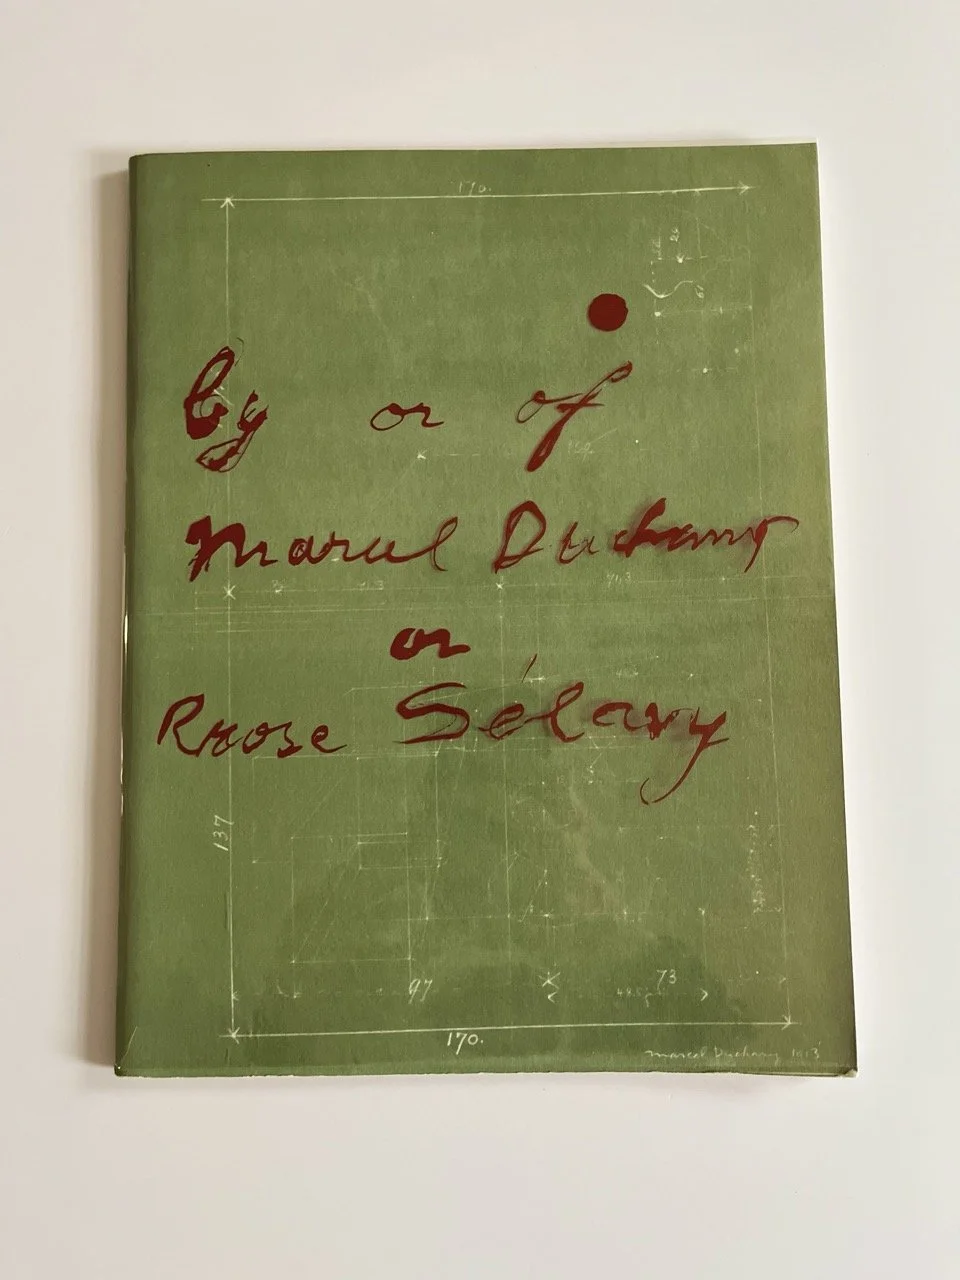 170.
by or of
Marcel Duchamp
or
Rrose Sélavy
137
73
97
170.
Marcel Duchamp 1913